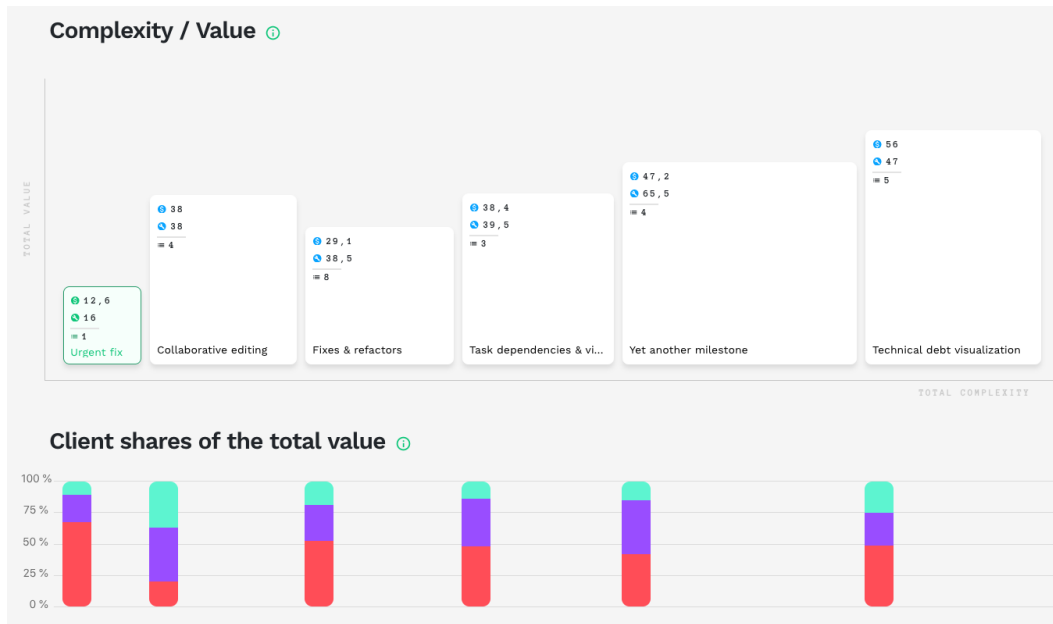 Complexity / Value
TOTAL VALUE
12,6
16
1
Urgent fix
38
38
4
Collaborative editing
29,1
38,5
8
Fixes & refactors
38,4
39,5
3
Task dependencies & vi...
47,2
65,5
4
Yet another milestone
56
47
5
Technical debt visualization
TOTAL COMPLEXITY
Client shares of the total value
100 %
75 %
50 %
25 %
0 %